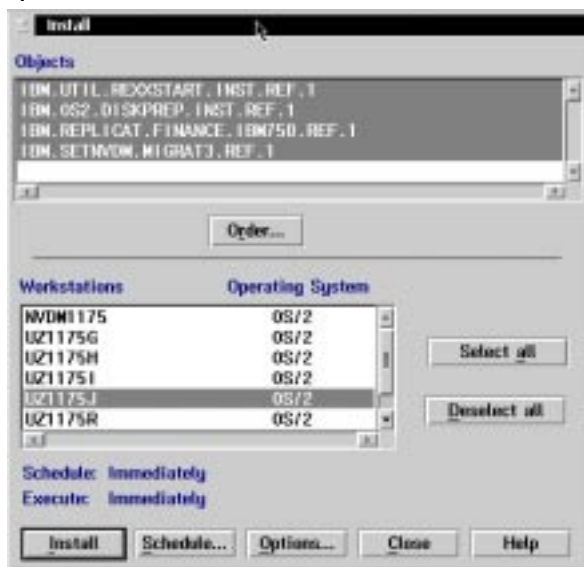 Install
Objects
IBM.UTIL.REXXSTART.INST.REF.1
IBM.OS2.DISKPREP.INST.REF.1
IBM.REPLICAT.FINANCE.IBM750.REF.1
IBM.SETNVDM.MIGRAT3.REF.1
Order...
Workstations Operating System
NVDM1175 OS/2
UZ1175G OS/2
UZ1175H OS/2
UZ1175I OS/2
UZ1175J OS/2
UZ1175R OS/2
Select all
Deselect all
Schedule: Immediately
Execute: Immediately
Install Schedule... Options... Close Help